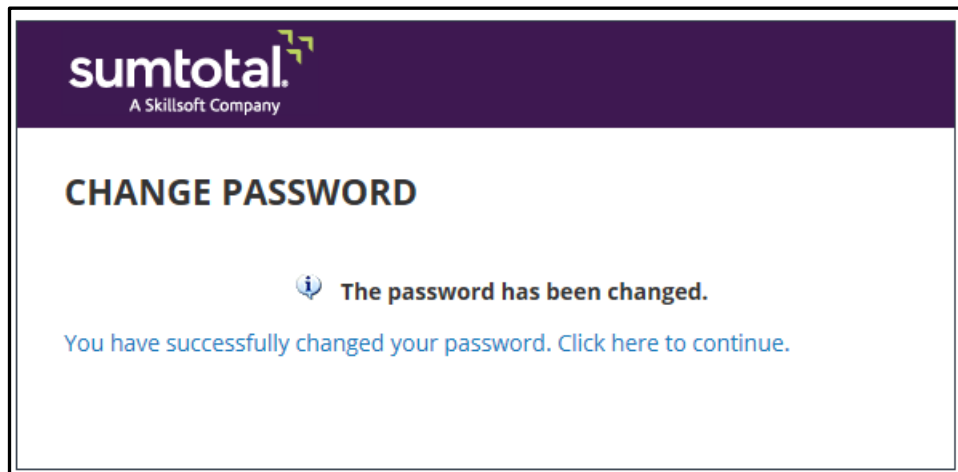 sumtotal.
A Skillsoft Company
CHANGE PASSWORD
The password has been changed.
You have successfully changed your password. Click here to continue.